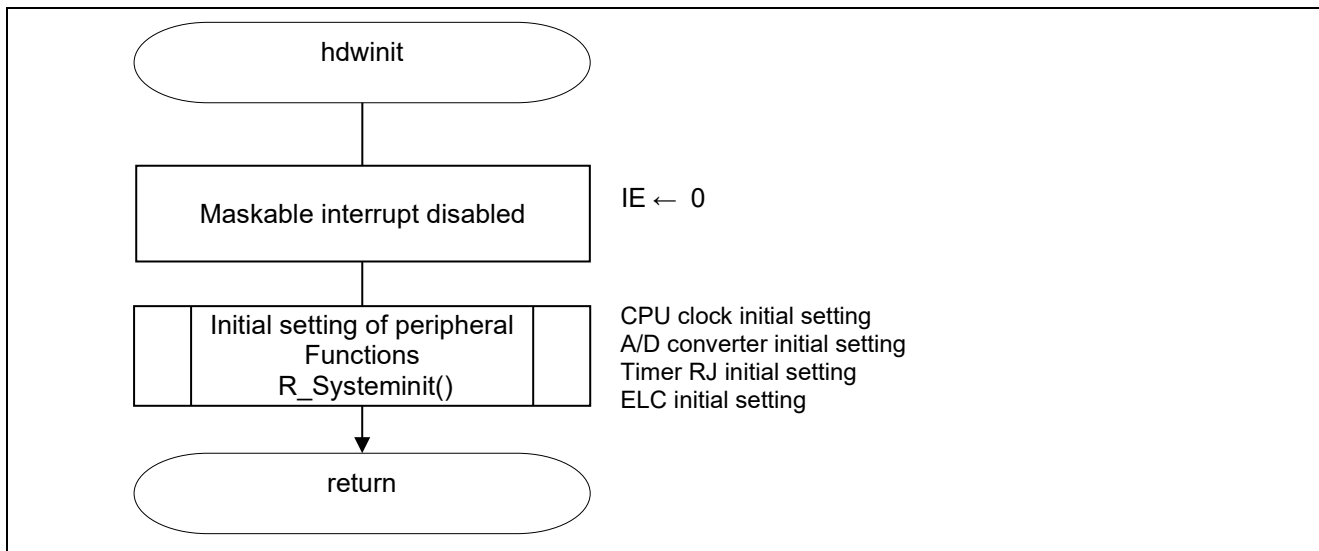 hdwinit
Maskable interrupt disabled
IE ← 0
Initial setting of peripheral
Functions
R_Systeminit()
CPU clock initial setting
A/D converter initial setting
Timer RJ initial setting
ELC initial setting
return